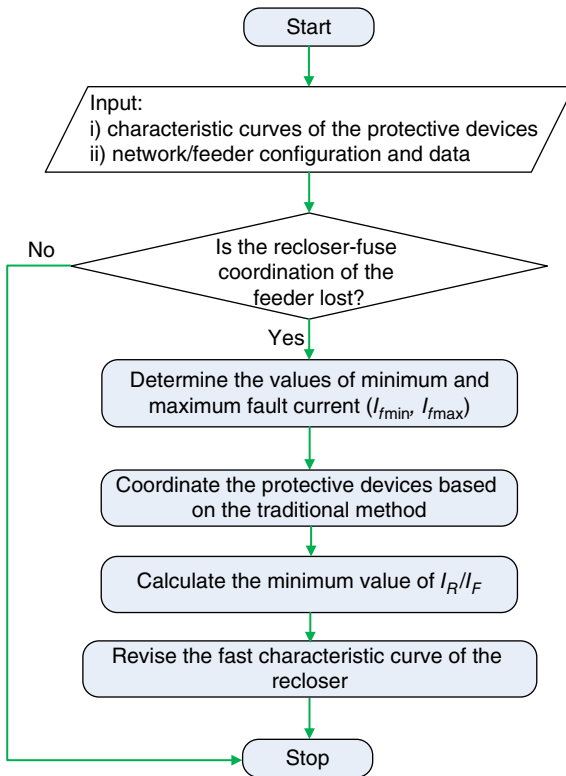 Start
Input:
i) characteristic curves of the protective devices
ii) network/feeder configuration and data
No
Is the recloser-fuse
coordination of the
feeder lost?
Yes
Determine the values of minimum and
maximum fault current (Ifmin, Ifmax)
Coordinate the protective devices based
on the traditional method
Calculate the minimum value of IR/IF
Revise the fast characteristic curve of the
recloser
Stop